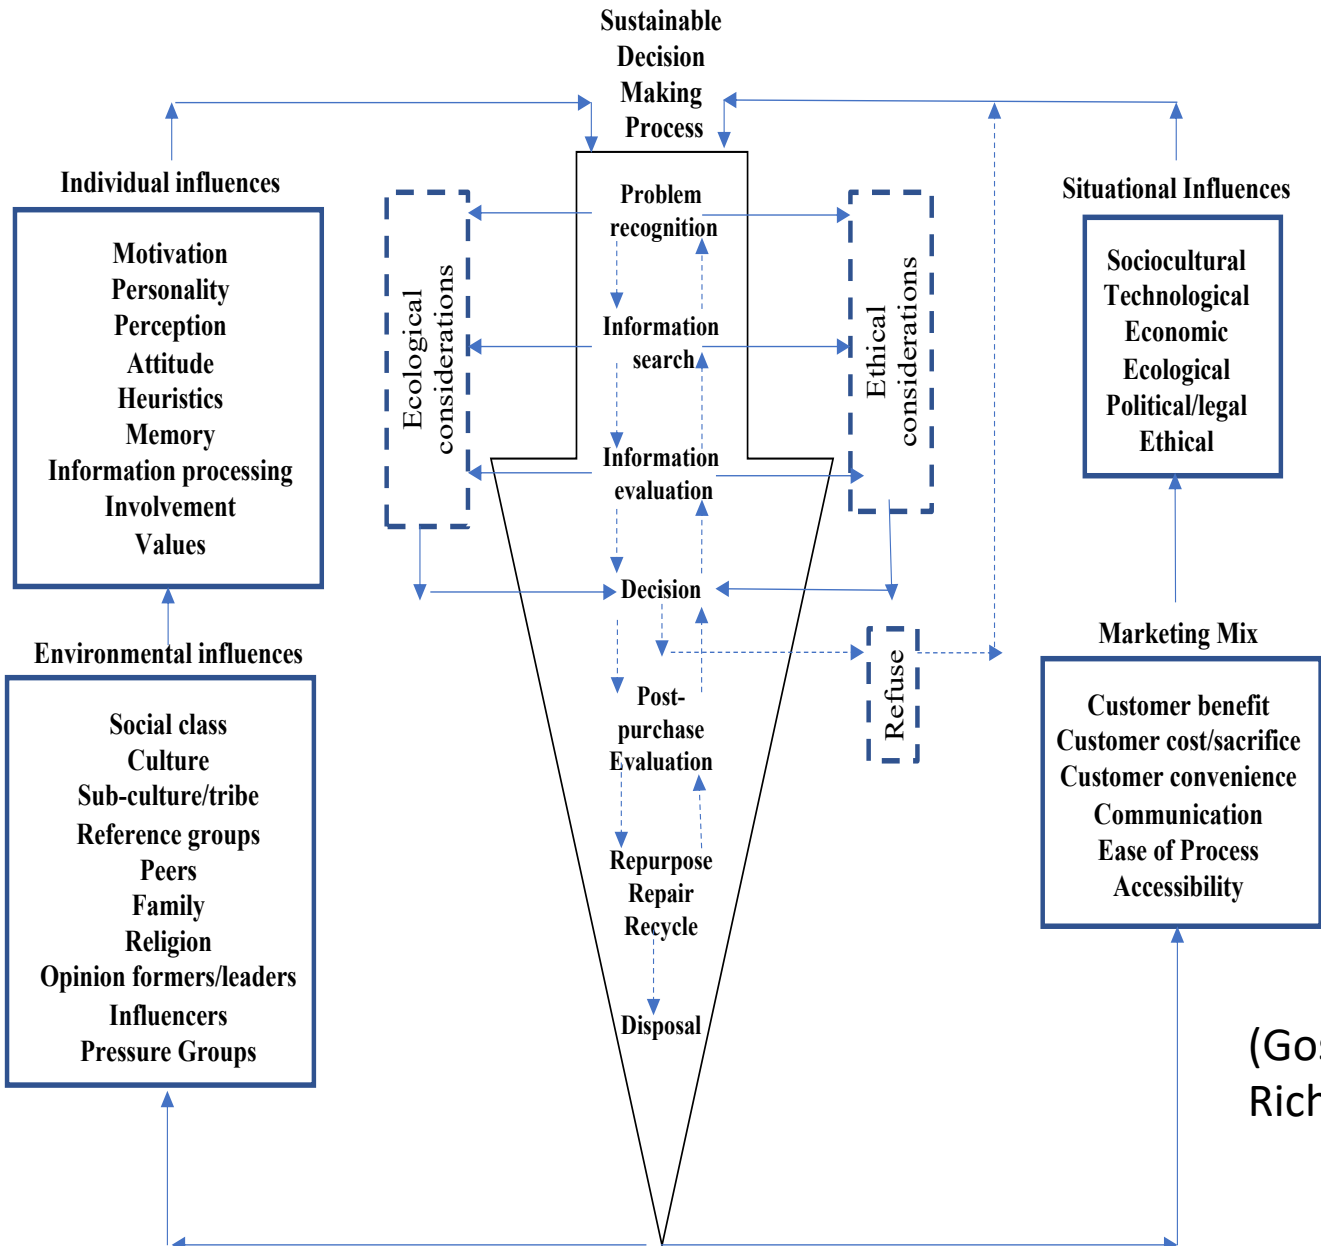 Sustainable
Decision
Making
Process
Individual influences
Motivation
Personality
Perception
Attitude
Heuristics
Memory
Information processing
Involvement
Values
Environmental influences
Social class
Culture
Sub-culture/tribe
Reference groups
Peers
Family
Religion
Opinion formers/leaders
Influencers
Pressure Groups
Ecological
considerations
Problem
recognition
Information
search
Information
evaluation
Decision
Post-
purchase
Evaluation
Repurpose
Repair
Recycle
Disposal
Ethical
considerations
Refuse
Situational Influences
Sociocultural
Technological
Economic
Ecological
Political/legal
Ethical
Marketing Mix
Customer benefit
Customer cost/sacrifice
Customer convenience
Communication
Ease of Process
Accessibility